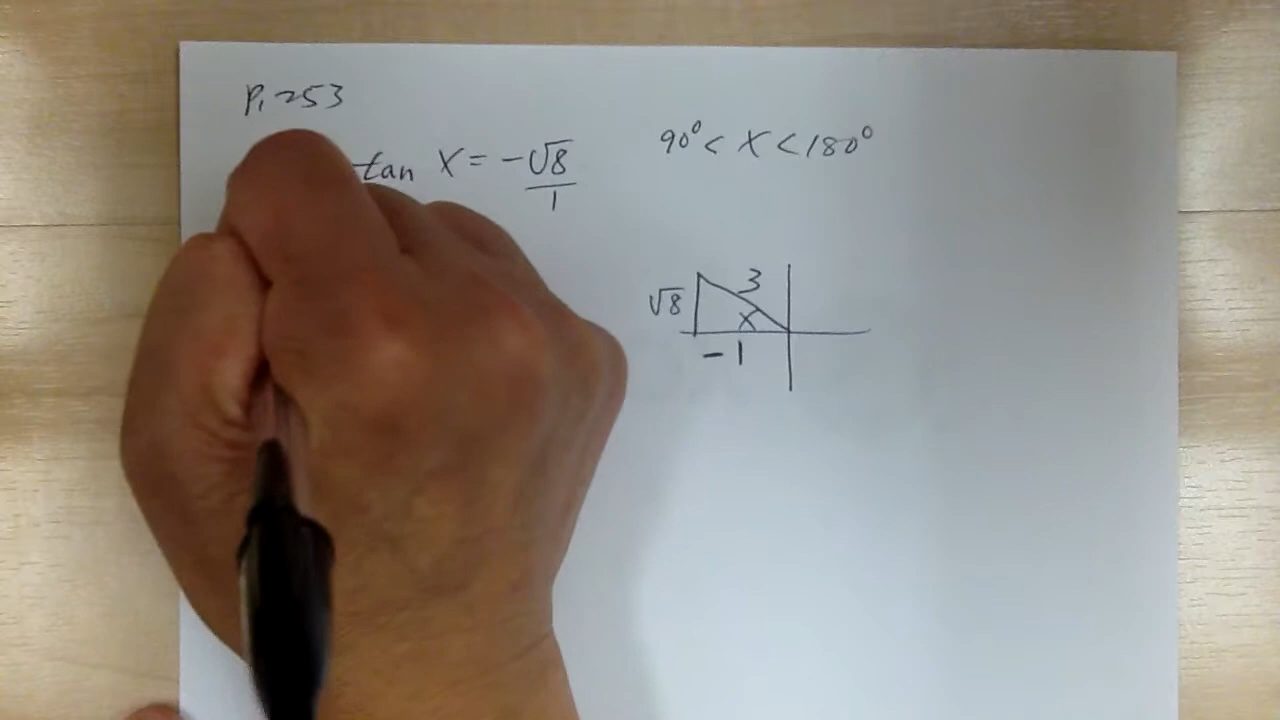 P. 253
tan X = -√8/1
90° < X < 180°
3
√8
X
-1